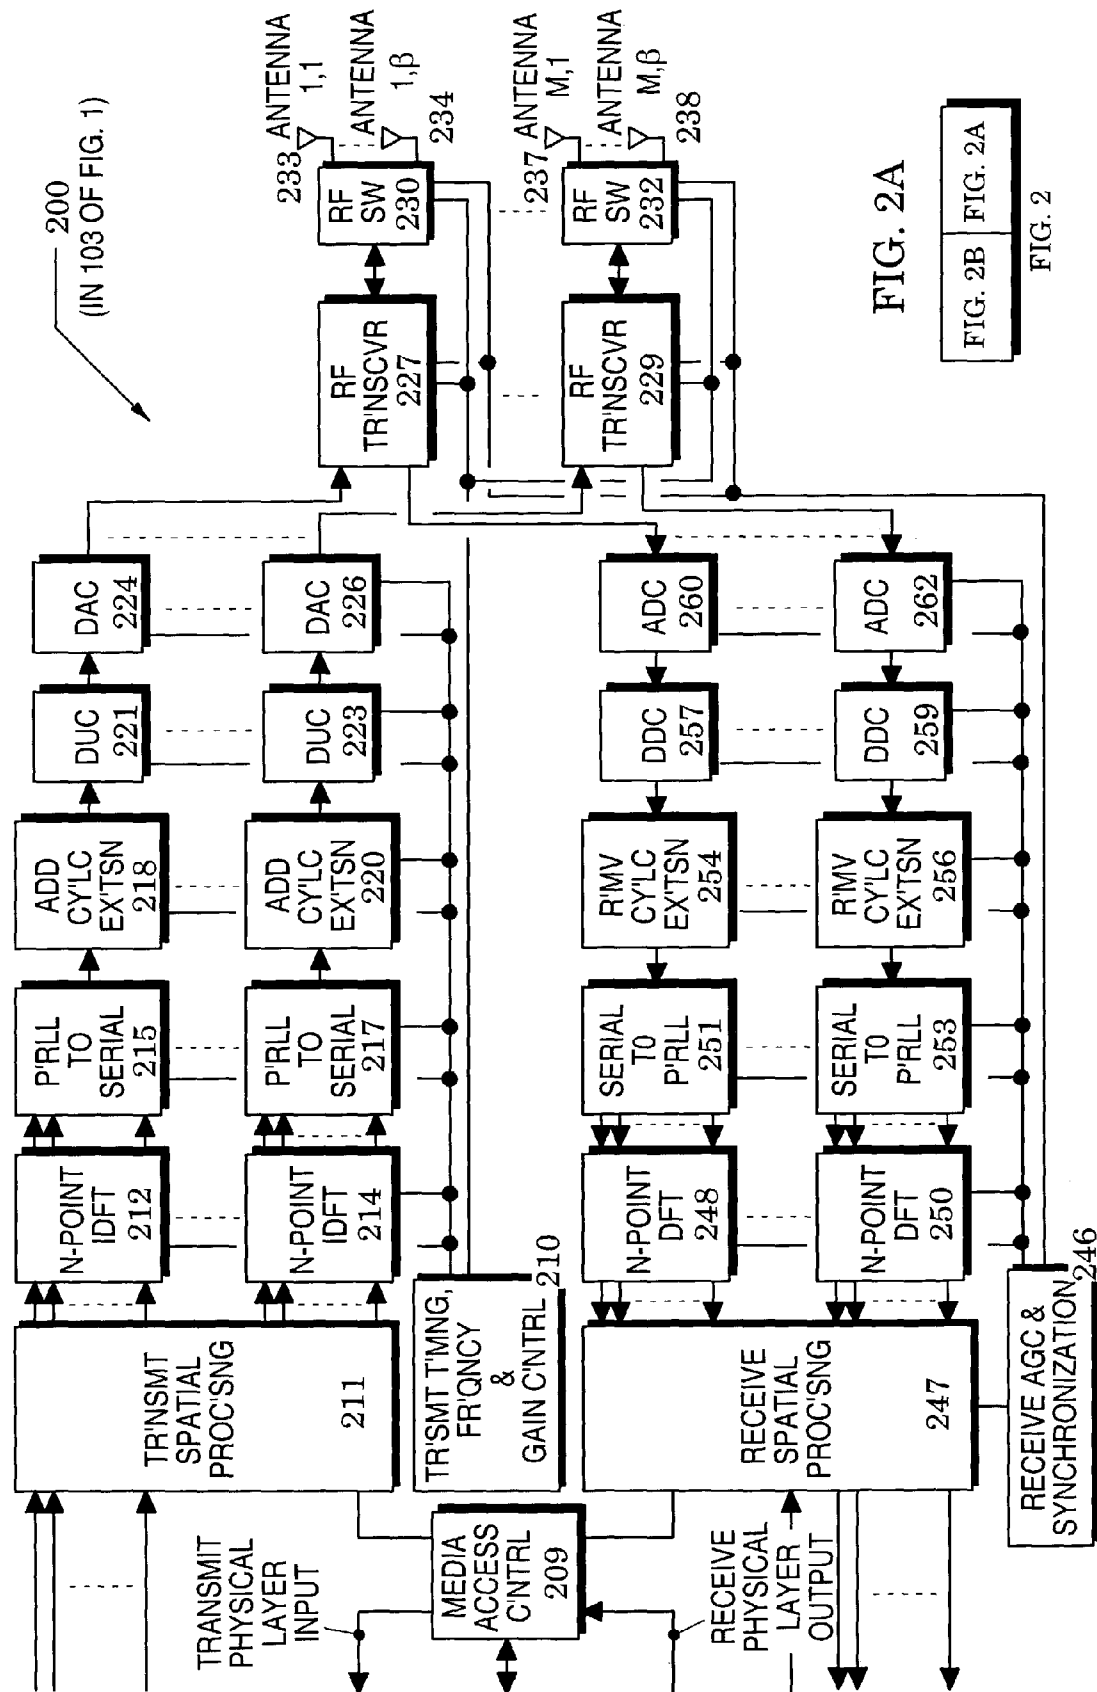 200
(IN 103 OF FIG. 1)
TR'NSMT
SPATIAL
PROC'SNG
211
N-POINT
IDFT
212
P'RLL
TO
SERIAL
215
ADD
CY'LC
EX'TSN
218
DUC
221
DAC
224
N-POINT
IDFT
214
P'RLL
TO
SERIAL
217
ADD
CY'LC
EX'TSN
220
DUC
223
DAC
226
RF
TR'NSCVR
227
RF
SW
230
233
ANTENNA
1,1
ANTENNA
1,β
234
RF
TR'NSCVR
229
RF
SW
232
237
ANTENNA
M,1
ANTENNA
M,β
238
TRANSMIT
PHYSICAL
LAYER
INPUT
MEDIA
ACCESS
C'NTRL
209
TR'SMT T'MNG,
FR'QNCY
&
GAIN C'NTRL
210
RECEIVE
PHYSICAL
LAYER
OUTPUT
RECEIVE
SPATIAL
PROC'SNG
247
N-POINT
DFT
248
SERIAL
TO
P'RLL
251
R'MV
CY'LC
EX'TSN
254
DDC
257
ADC
260
N-POINT
DFT
250
SERIAL
TO
P'RLL
253
R'MV
CY'LC
EX'TSN
256
DDC
259
ADC
262
RECEIVE AGC &
SYNCHRONIZATION
246
FIG. 2A
FIG. 2B
FIG. 2A
FIG. 2